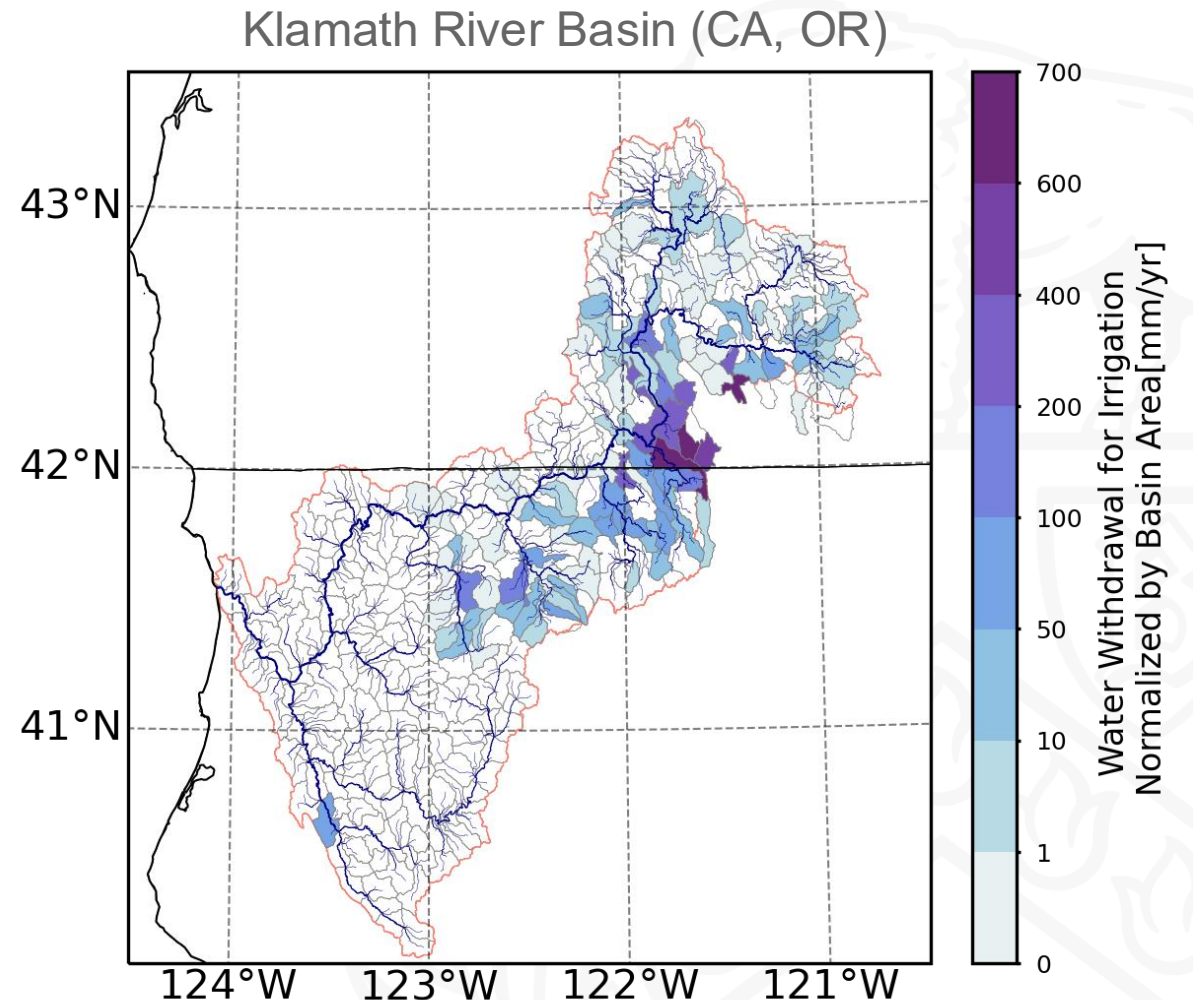 Klamath River Basin (CA, OR)
43°N
42°N
41°N
124°W
123°W
122°W
121°W
700
600
400
200
100
50
10
1
0
Water Withdrawal for Irrigation
Normalized by Basin Area[mm/yr]